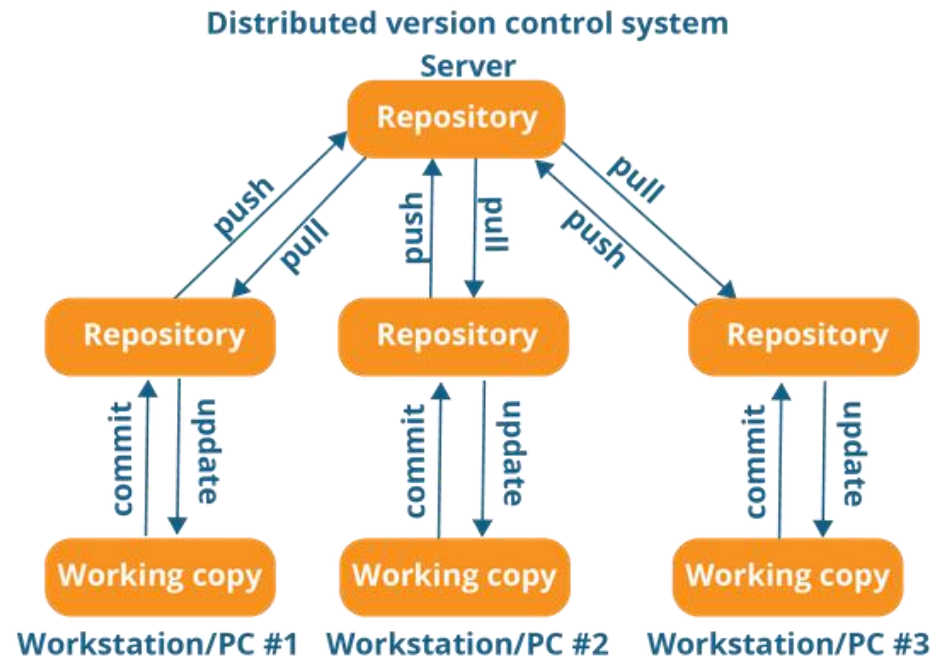 Distributed version control system
Server
Repository
push
pull
push
pull
push
pull
Repository
Repository
Repository
commit
update
commit
update
commit
update
Working copy
Working copy
Working copy
Workstation/PC #1
Workstation/PC #2
Workstation/PC #3